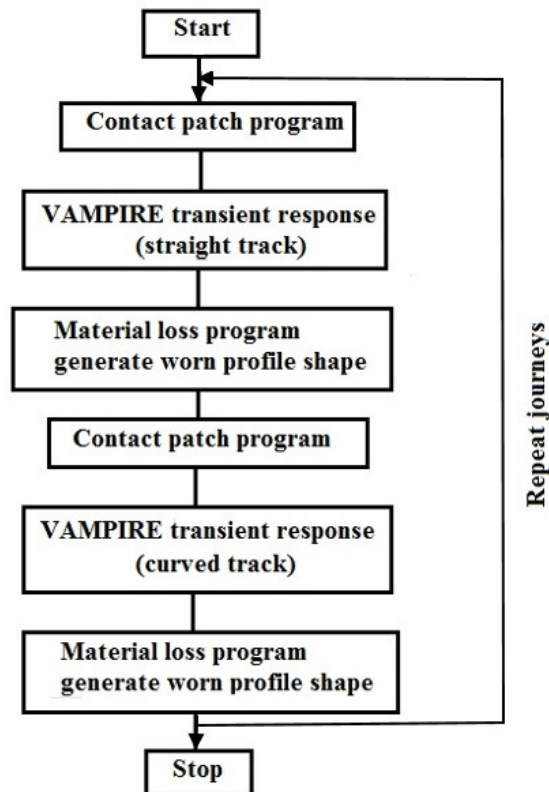 Start
Contact patch program
VAMPIRE transient response
(straight track)
Material loss program
generate worn profile shape
Contact patch program
VAMPIRE transient response
(curved track)
Material loss program
generate worn profile shape
Stop
Repeat journeys